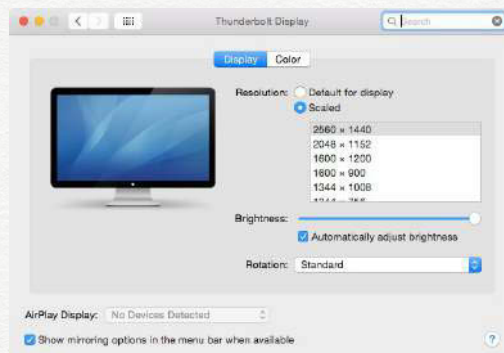 Thunderbolt Display
Search
Display Color
Resolution: Default for display
Scaled
2560 × 1440
2048 × 1152
1600 × 1200
1600 × 900
1344 × 1008
1344 × 756
Brightness:
Automatically adjust brightness
Rotation: Standard
AirPlay Display: No Devices Detected
Show mirroring options in the menu bar when available
?